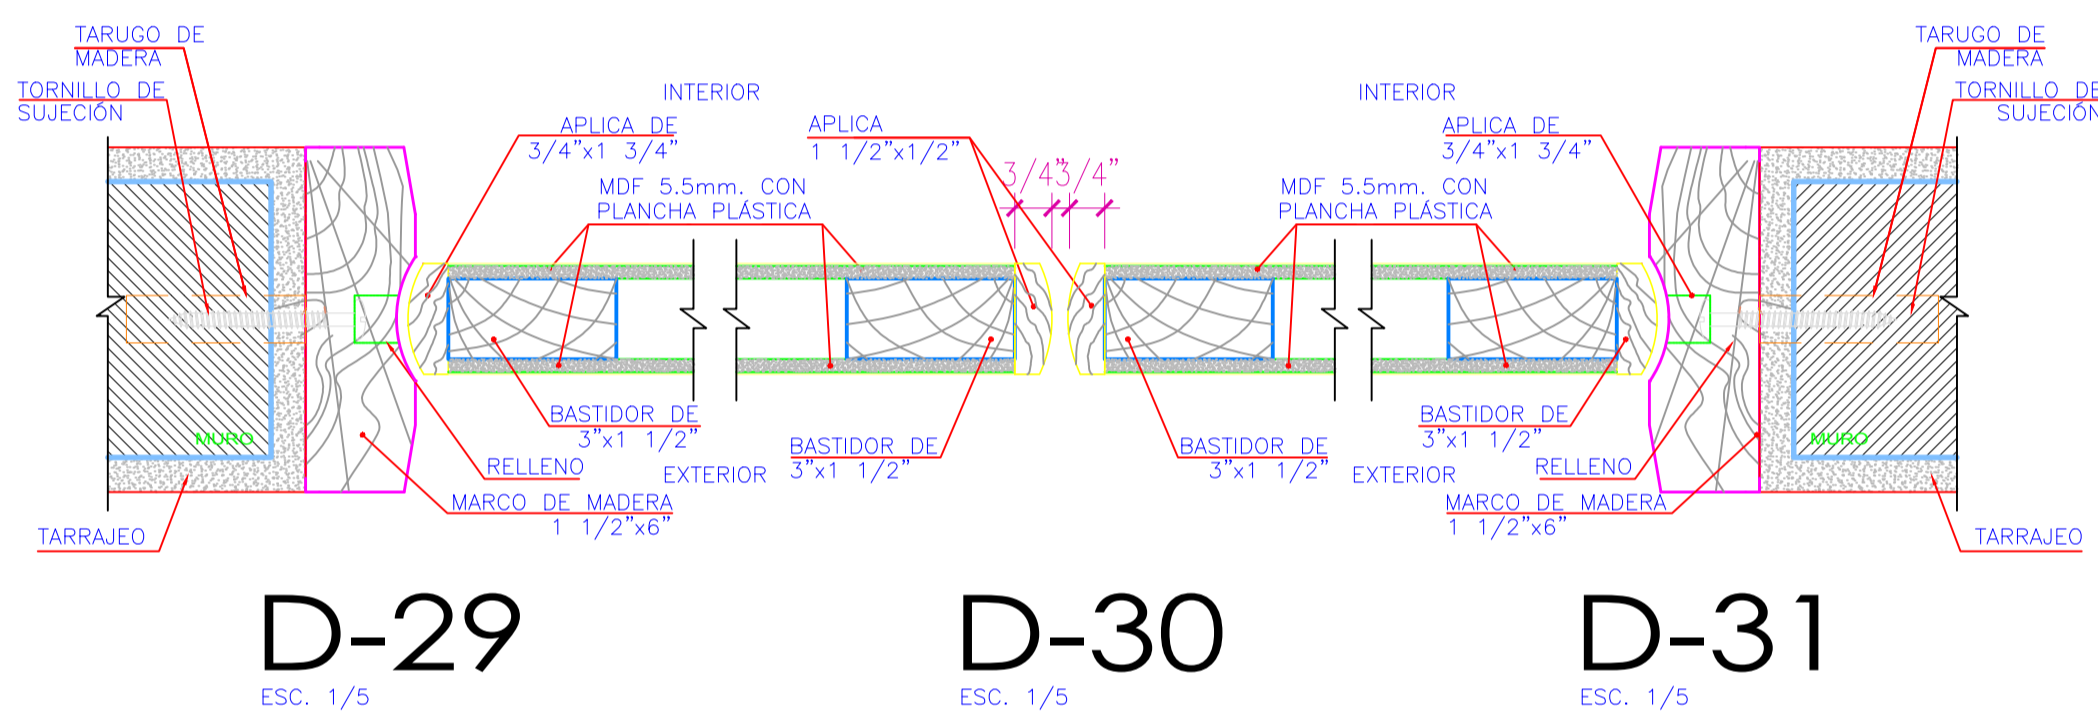 TARUGO DE
MADERA
TORNILLO DE
SUJECIÓN
INTERIOR
APLICA DE
3/4"x1 3/4"
APLICA
1 1/2"x1/2"
MDF 5.5mm. CON
PLANCHA PLÁSTICA
3/4"
3/4"
INTERIOR
APLICA DE
3/4"x1 3/4"
MDF 5.5mm. CON
PLANCHA PLÁSTICA
TARUGO DE
MADERA
TORNILLO DE
SUJECIÓN
MURO
BASTIDOR DE
3"x1 1/2"
BASTIDOR DE
3"x1 1/2"
BASTIDOR DE
3"x1 1/2"
BASTIDOR DE
3"x1 1/2"
MURO
RELLENO
EXTERIOR
EXTERIOR
RELLENO
MARCO DE MADERA
1 1/2"x6"
MARCO DE MADERA
1 1/2"x6"
TARRAJEO
TARRAJEO
D-29
ESC. 1/5
D-30
ESC. 1/5
D-31
ESC. 1/5